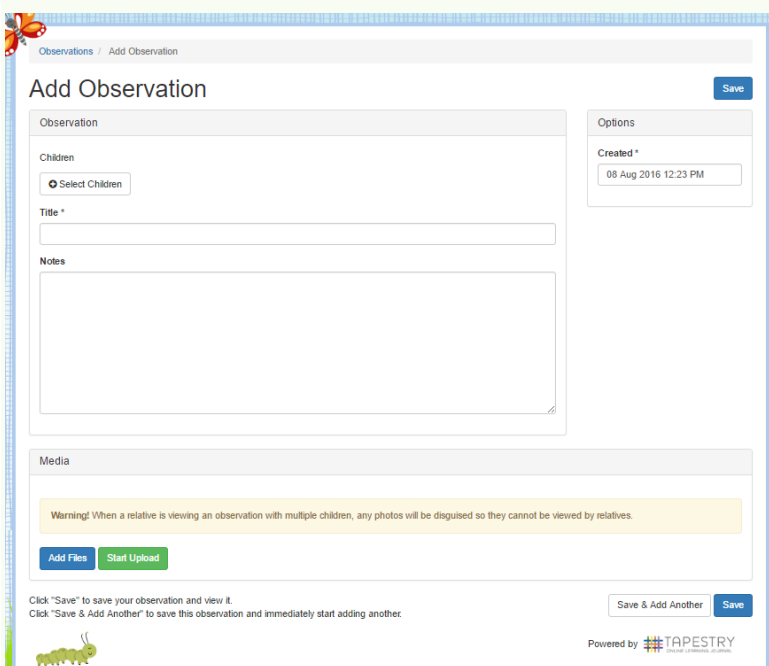 Observations / Add Observation
Add Observation
Save
Observation
Options
Children
Select Children
Created *
08 Aug 2016 12:23 PM
Title *
Notes
Media
Warning! When a relative is viewing an observation with multiple children, any photos will be disguised so they cannot be viewed by relatives.
Add Files Start Upload
Click "Save" to save your observation and view it.
Click "Save & Add Another" to save this observation and immediately start adding another.
Save & Add Another Save
Powered by TAPESTRY
ONLINE LEARNING JOURNAL